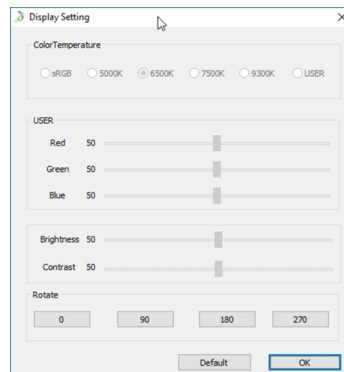 Display Setting
ColorTemperature
sRGB 5000K 6500K 7500K 9300K USER
USER
Red 50
Green 50
Blue 50
Brightness 50
Contrast 50
Rotate
0 90 180 270
Default OK